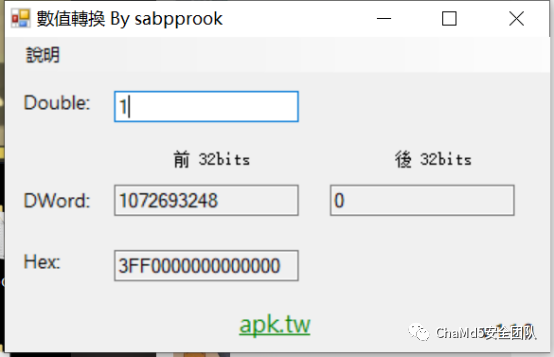 數值轉換 By sabpprook
說明
Double: 1
前 32bits 後 32bits
DWord: 1072693248 0
Hex: 3FF0000000000000
apk.tw
ChaMd5安全团队